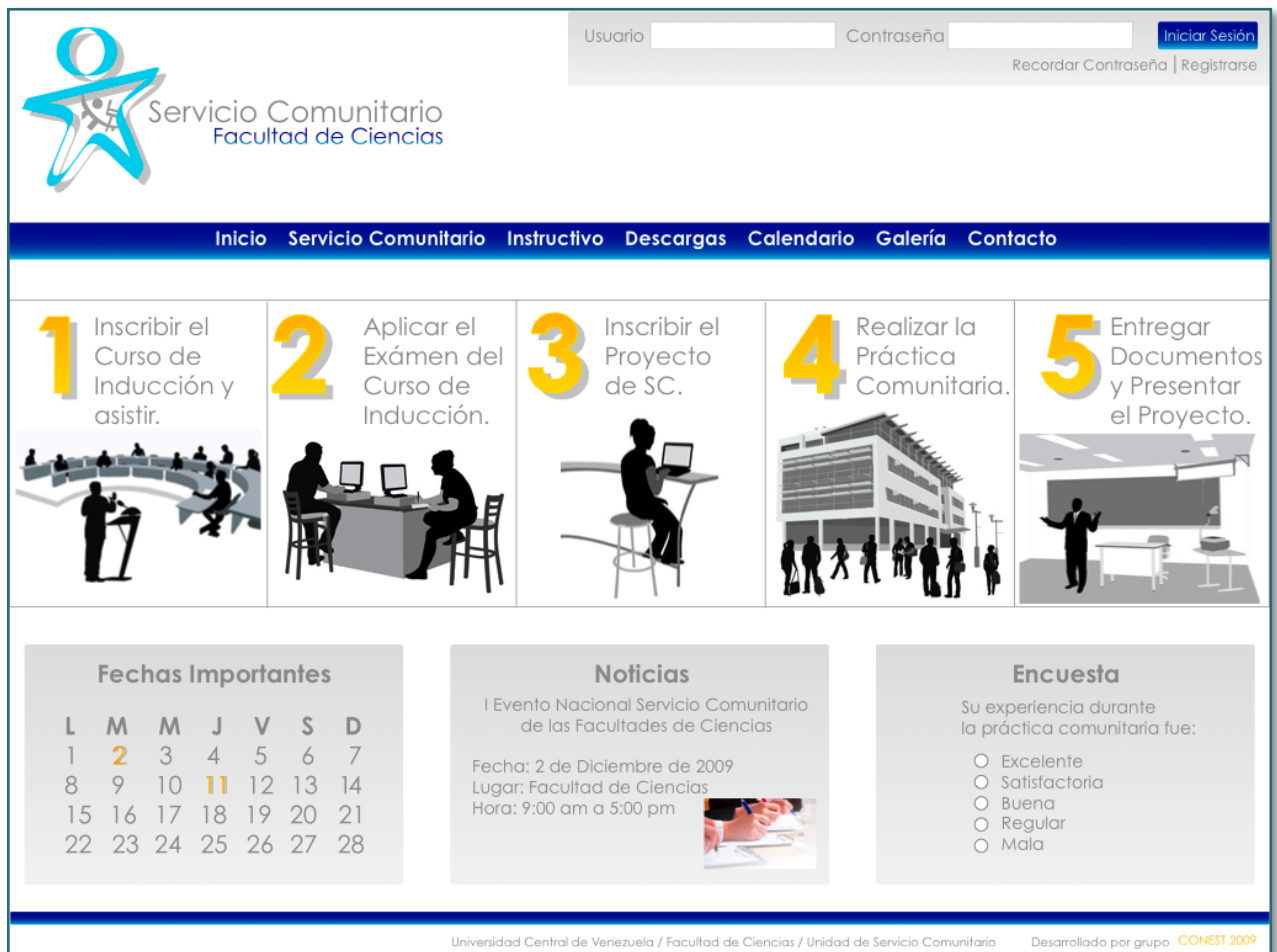 Usuario Contraseña Iniciar Sesión
Recordar Contraseña | Registrarse
Servicio Comunitario
Facultad de Ciencias
Inicio Servicio Comunitario Instructivo Descargas Calendario Galería Contacto
1 Inscribir el
Curso de
Inducción y
asistir.
2 Aplicar el
Exámen del
Curso de
Inducción.
3 Inscribir el
Proyecto
de SC.
4 Realizar la
Práctica
Comunitaria.
5 Entregar
Documentos
y Presentar
el Proyecto.
Fechas Importantes
L M M J V S D
1 2 3 4 5 6 7
8 9 10 11 12 13 14
15 16 17 18 19 20 21
22 23 24 25 26 27 28
Noticias
I Evento Nacional Servicio Comunitario
de las Facultades de Ciencias
Fecha: 2 de Diciembre de 2009
Lugar: Facultad de Ciencias
Hora: 9:00 am a 5:00 pm
Encuesta
Su experiencia durante
la práctica comunitaria fue:
Excelente
Satisfactoria
Buena
Regular
Mala
Universidad Central de Venezuela / Facultad de Ciencias / Unidad de Servicio Comunitario Desarrollado por grupo CONEST 2009